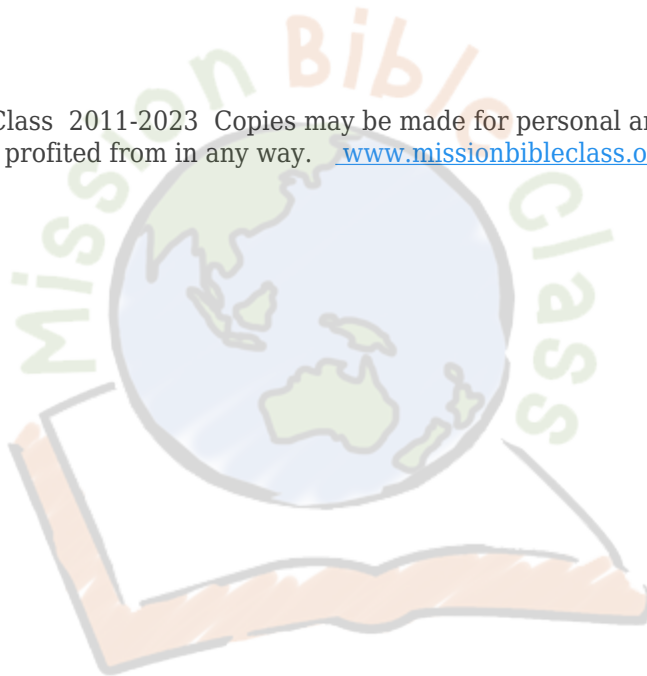 Mission Bible Class
Class 2011-2023 Copies may be made for personal an
profited from in any way. www.missionbibleclass.o